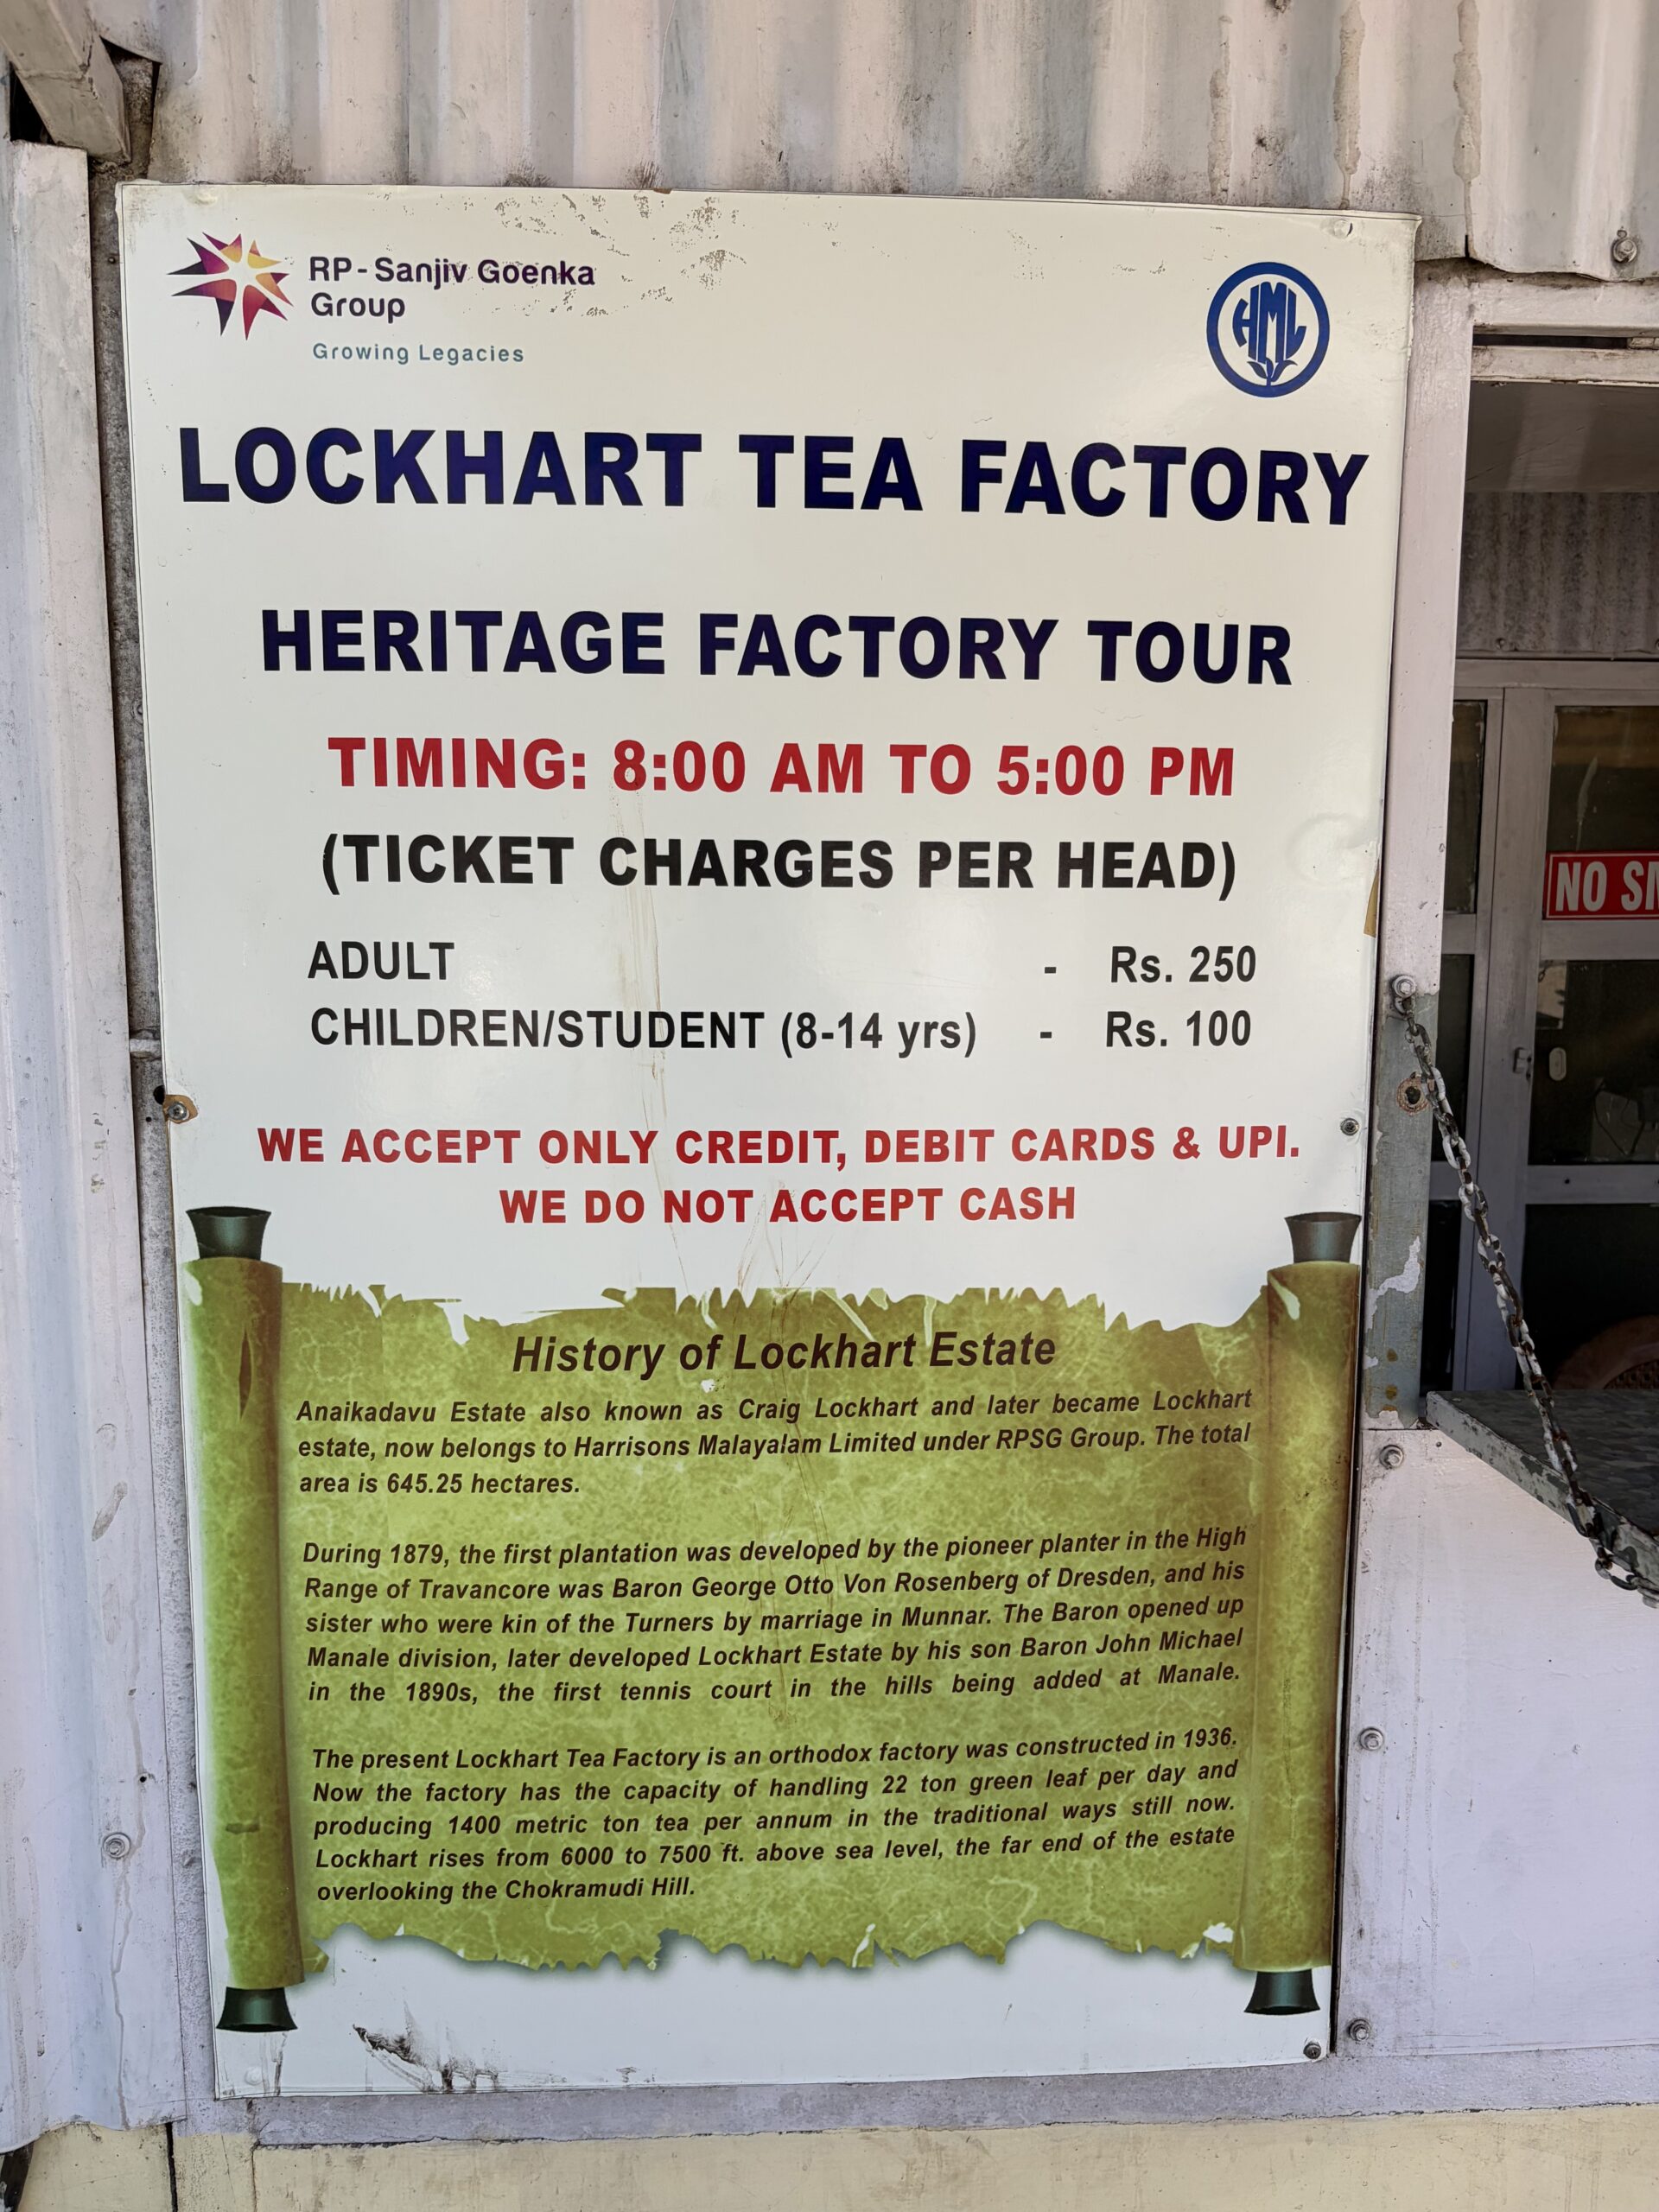 RP - Sanjiv Goenka
Group
Growing Legacies
HML
LOCKHART TEA FACTORY
HERITAGE FACTORY TOUR
TIMING: 8:00 AM TO 5:00 PM
(TICKET CHARGES PER HEAD)
ADULT - Rs. 250
CHILDREN/STUDENT (8-14 yrs) - Rs. 100
WE ACCEPT ONLY CREDIT, DEBIT CARDS & UPI.
WE DO NOT ACCEPT CASH
History of Lockhart Estate
Anaikadavu Estate also known as Craig Lockhart and later became Lockhart
estate, now belongs to Harrisons Malayalam Limited under RPSG Group. The total
area is 645.25 hectares.
During 1879, the first plantation was developed by the pioneer planter in the High
Range of Travancore was Baron George Otto Von Rosenberg of Dresden, and his
sister who were kin of the Turners by marriage in Munnar. The Baron opened up
Manale division, later developed Lockhart Estate by his son Baron John Michael
in the 1890s, the first tennis court in the hills being added at Manale.
The present Lockhart Tea Factory is an orthodox factory was constructed in 1936.
Now the factory has the capacity of handling 22 ton green leaf per day and
producing 1400 metric ton tea per annum in the traditional ways still now.
Lockhart rises from 6000 to 7500 ft. above sea level, the far end of the estate
overlooking the Chokramudi Hill.
NO